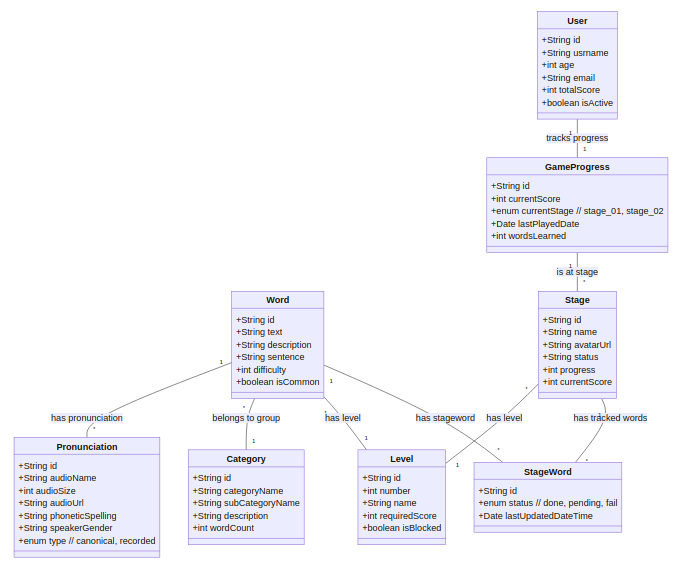 User
+String id
+String usrname
+int age
+String email
+int totalScore
+boolean isActive
1
tracks progress
1
GameProgress
+String id
+int currentScore
+enum currentStage // stage_01, stage_02
+Date lastPlayedDate
+int wordsLearned
1
is at stage
*
Word
+String id
+String text
+String description
+String sentence
+int difficulty
+boolean isCommon
Stage
+String id
+String name
+String avatarUrl
+String status
+int progress
+int currentScore
1
*
has pronunciation
*
belongs to group
1
*
has level
1
1
has stageword
*
*
has level
1
1
has tracked words
*
Pronunciation
+String id
+String audioName
+int audioSize
+String audioUrl
+String phoneticSpelling
+String speakerGender
+enum type // canonical, recorded
Category
+String id
+String categoryName
+String subCategoryName
+String description
+int wordCount
Level
+String id
+int number
+String name
+int requiredScore
+boolean isBlocked
StageWord
+String id
+enum status // done, pending, fail
+Date lastUpdatedDateTime